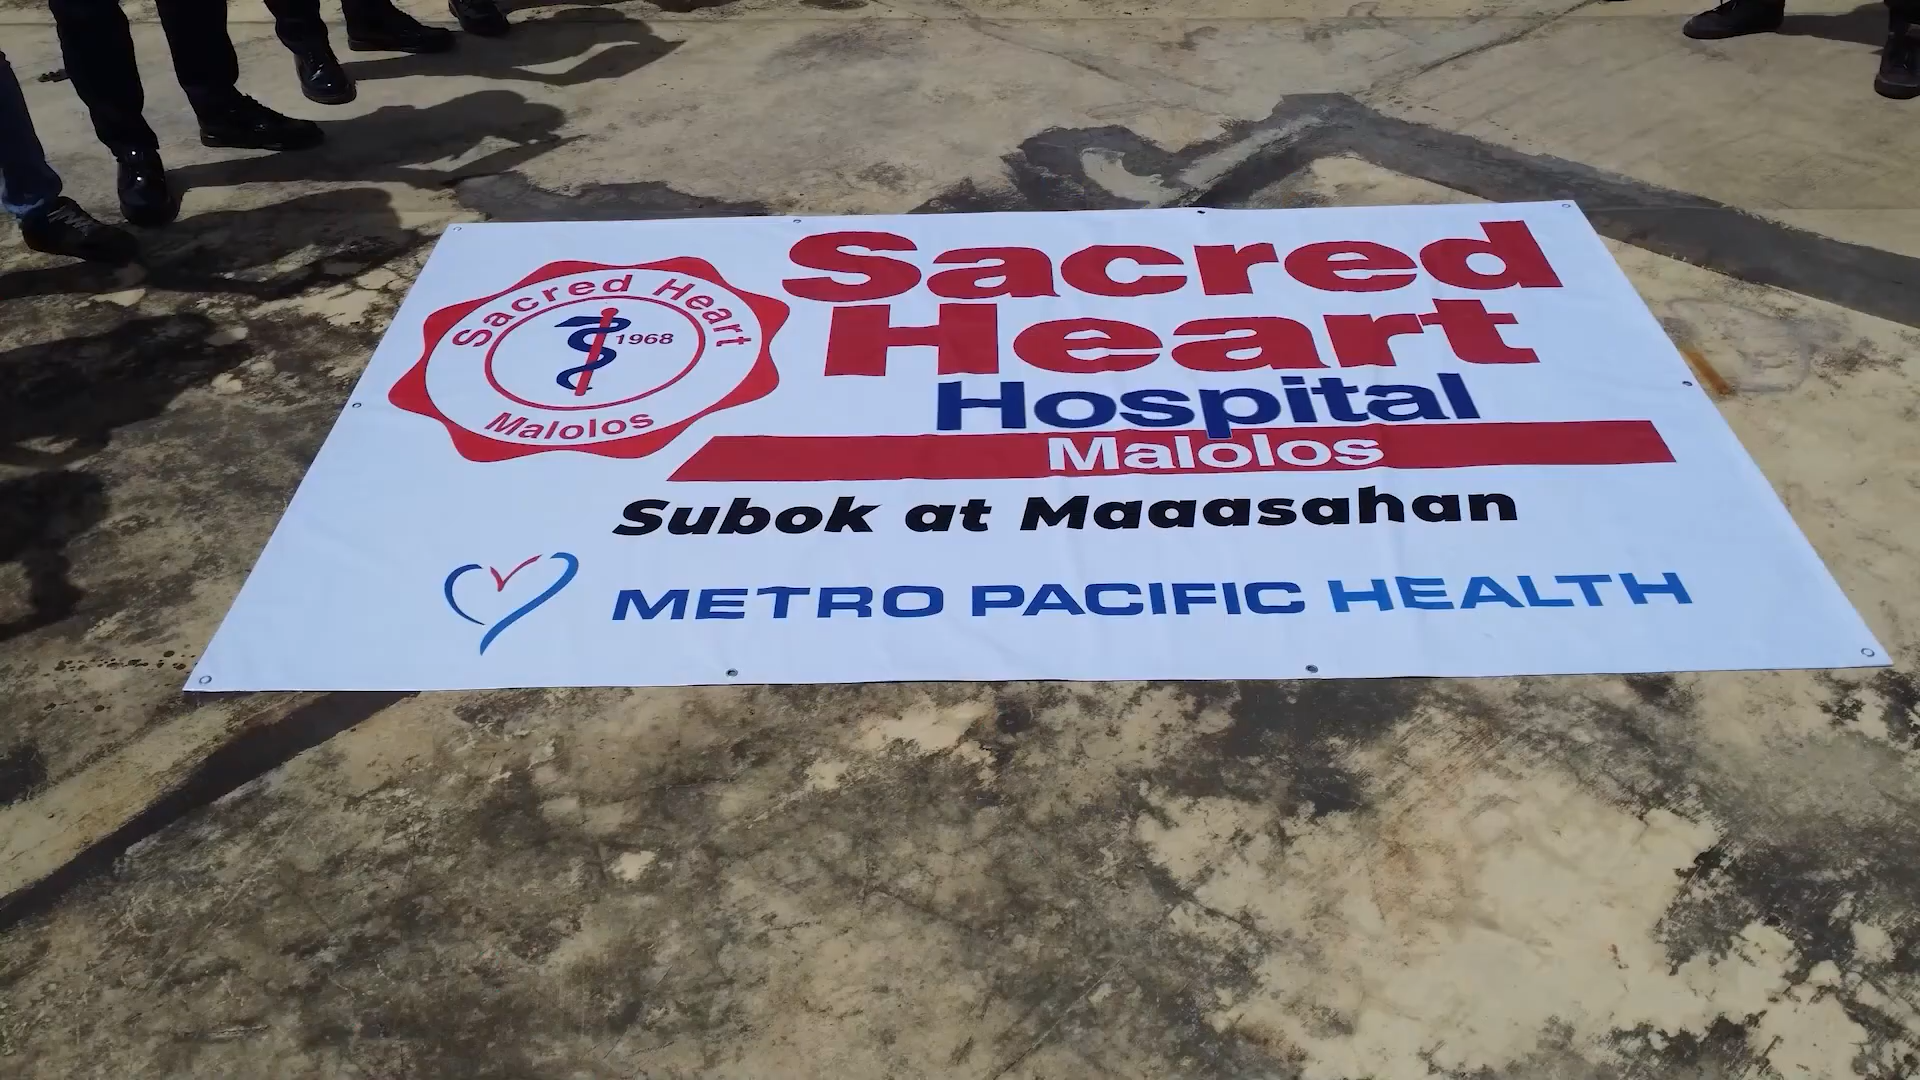 Sacred Heart
1968
Malolos
Sacred
Heart
Hospital
Malolos
Subok at Maaasahan
METRO PACIFIC HEALTH